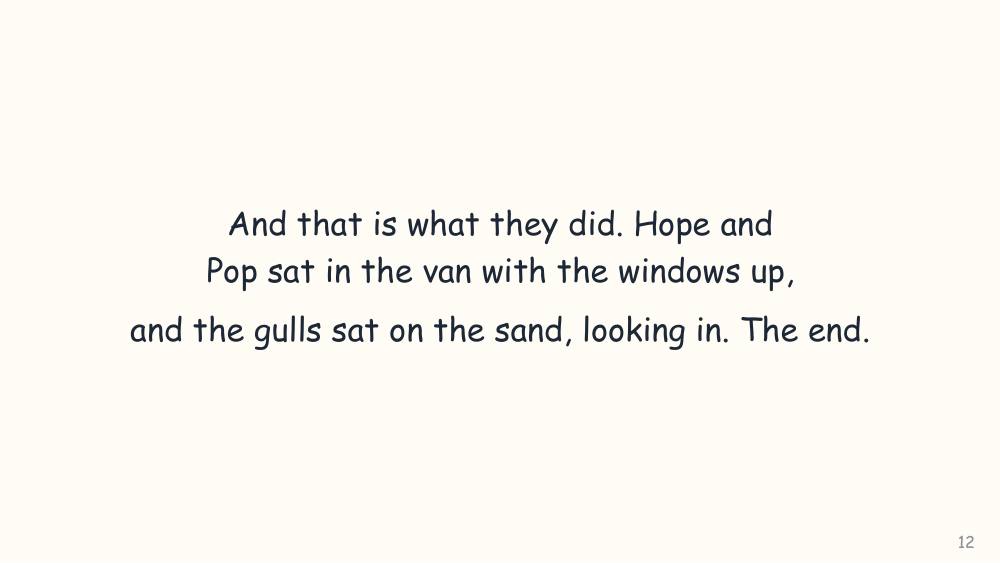 And that is what they did. Hope and
Pop sat in the van with the windows up,
and the gulls sat on the sand, looking in. The end.
12